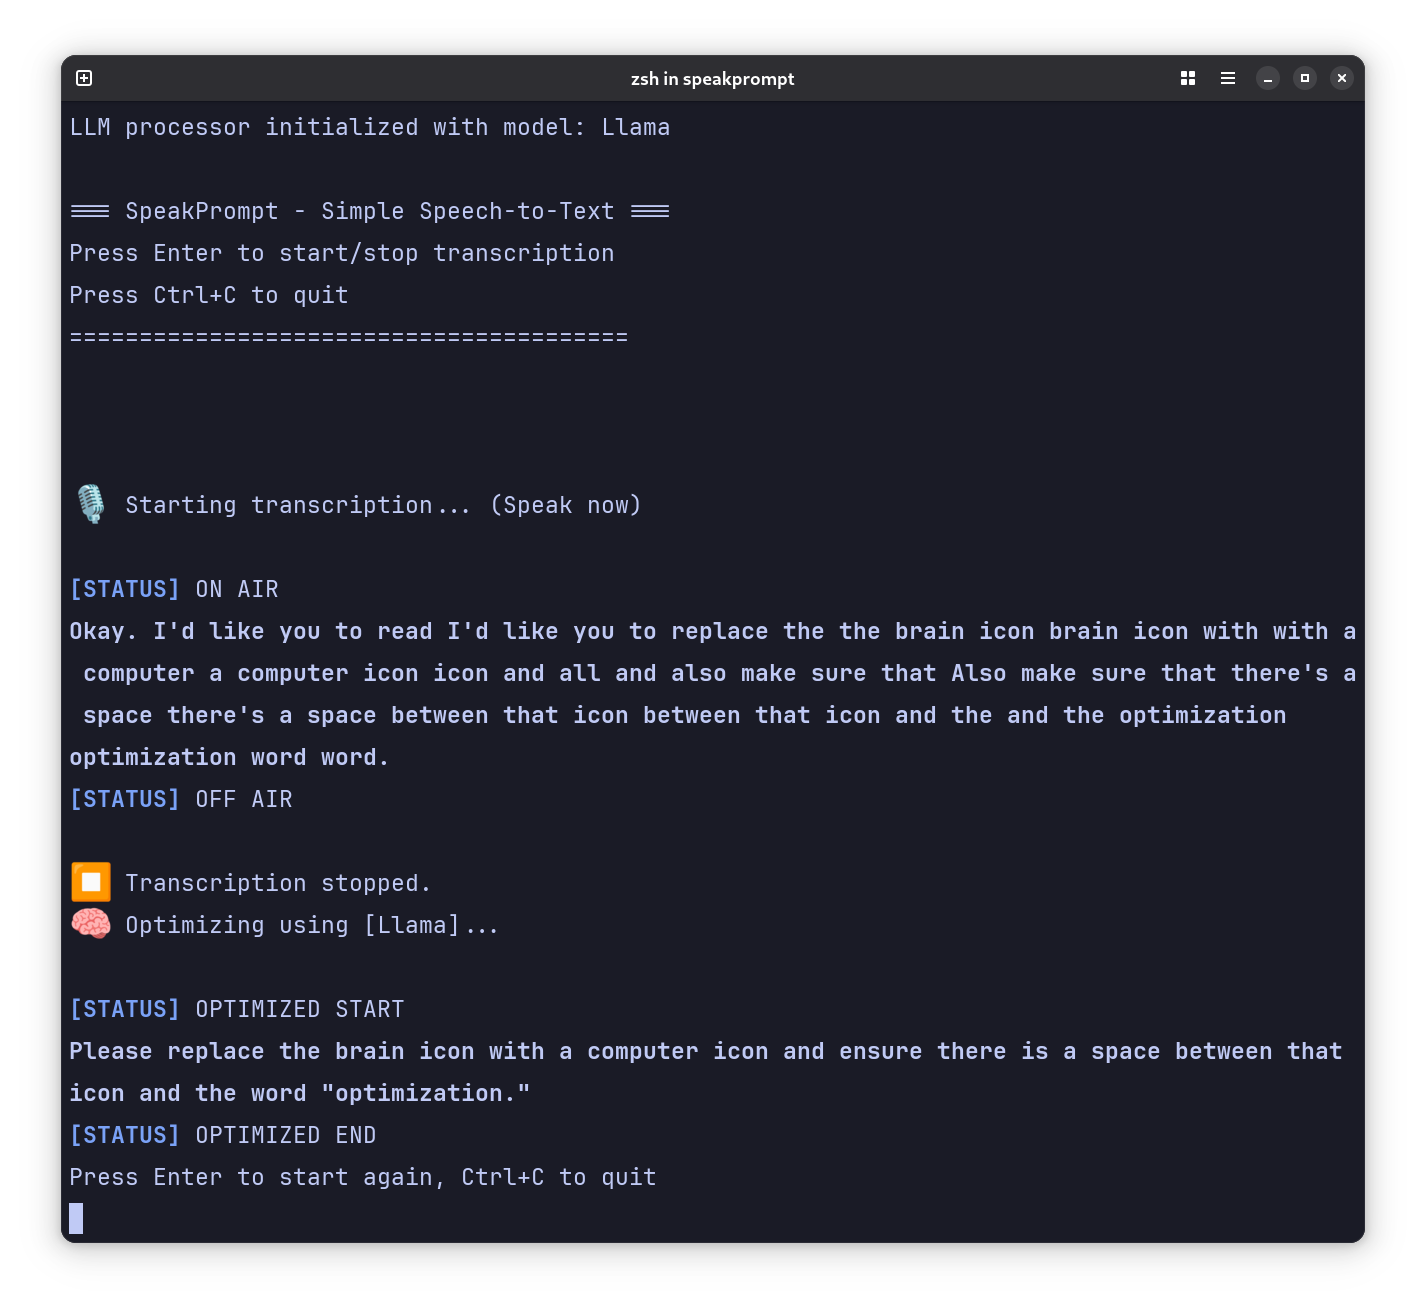 zsh in speakprompt
LLM processor initialized with model: Llama
=== SpeakPrompt - Simple Speech-to-Text ===
Press Enter to start/stop transcription
Press Ctrl+C to quit
========================================
Starting transcription... (Speak now)
[STATUS] ON AIR
Okay. I'd like you to read I'd like you to replace the the brain icon brain icon with with a
computer a computer icon icon and all and also make sure that Also make sure that there's a
space there's a space between that icon between that icon and the and the optimization
optimization word word.
[STATUS] OFF AIR
Transcription stopped.
Optimizing using [Llama]...
[STATUS] OPTIMIZED START
Please replace the brain icon with a computer icon and ensure there is a space between that
icon and the word "optimization."
[STATUS] OPTIMIZED END
Press Enter to start again, Ctrl+C to quit